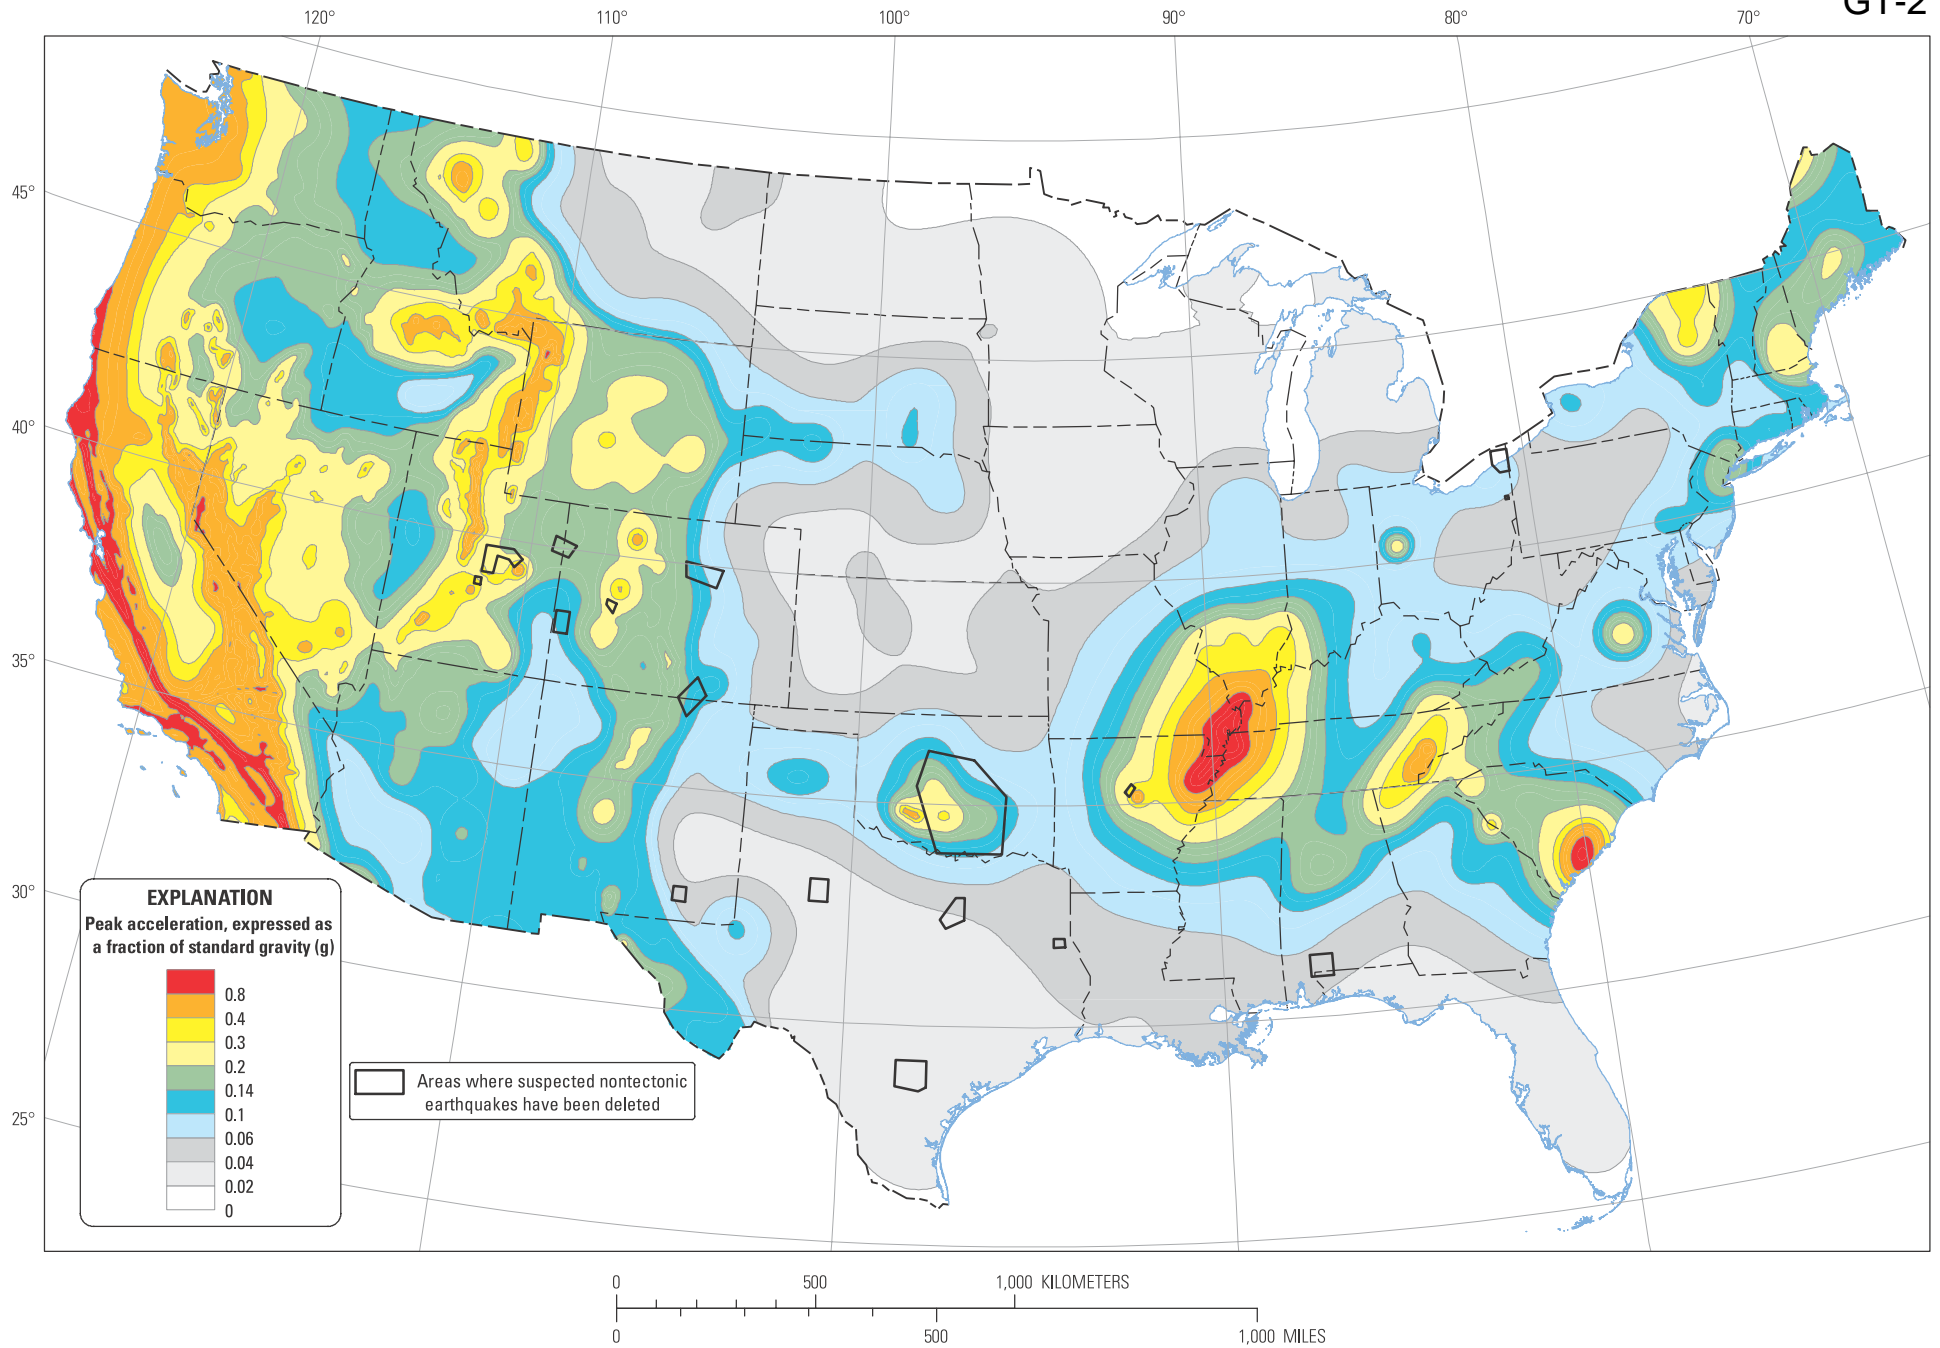 GT-2
120° 110° 100° 90° 80° 70°
45°
40°
35°
30°
25°
EXPLANATION
Peak acceleration, expressed as
a fraction of standard gravity (g)
0.8
0.4
0.3
0.2
0.14
0.1
0.06
0.04
0.02
0
Areas where suspected nontectonic
earthquakes have been deleted
0 500 1,000 KILOMETERS
0 500 1,000 MILES